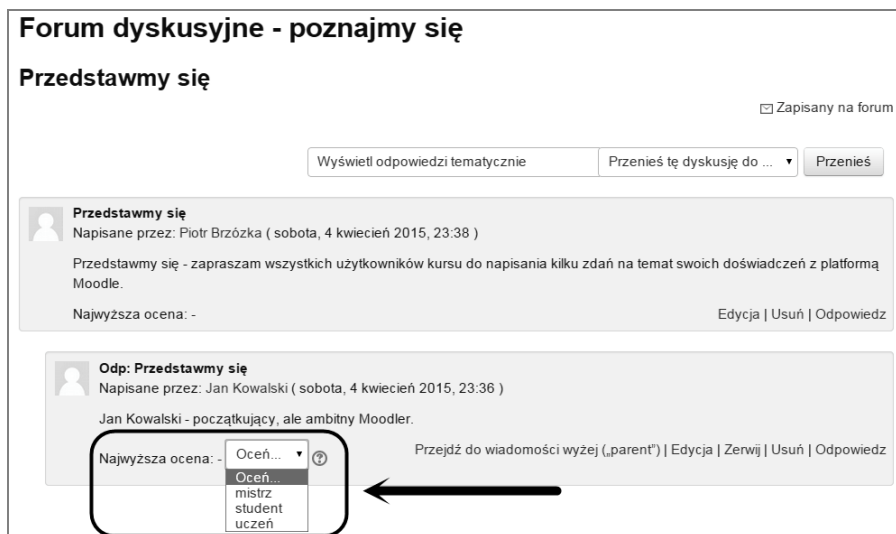 Forum dyskusyjne - poznajmy się
Przedstawmy się
Zapisany na forum
Wyświetl odpowiedzi tematycznie Przenieś tę dyskusję do ... Przenieś
Przedstawmy się
Napisane przez: Piotr Brzózka ( sobota, 4 kwiecień 2015, 23:38 )
Przedstawmy się - zapraszam wszystkich użytkowników kursu do napisania kilku zdań na temat swoich doświadczeń z platformą
Moodle.
Najwyższa ocena: - Edycja | Usuń | Odpowiedz
Odp: Przedstawmy się
Napisane przez: Jan Kowalski ( sobota, 4 kwiecień 2015, 23:36 )
Jan Kowalski - początkujący, ale ambitny Moodler.
Najwyższa ocena: - Oceń... Przejdź do wiadomości wyżej („parent”) | Edycja | Zerwij | Usuń | Odpowiedz
Oceń...
mistrz
student
uczeń